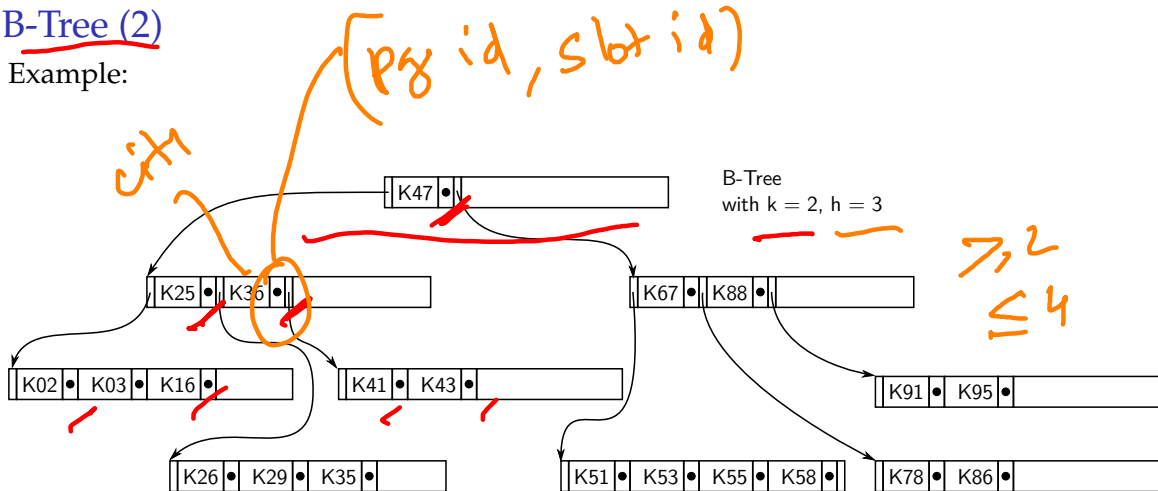 B-Tree (2)
(pg id, slot id)
Example:
city
B-Tree
with k = 2, h = 3
K47
≥ 2
≤ 4
K25 K36
K67 K88
K02 K03 K16
K41 K43
K91 K95
K26 K29 K35
K51 K53 K55 K58
K78 K86